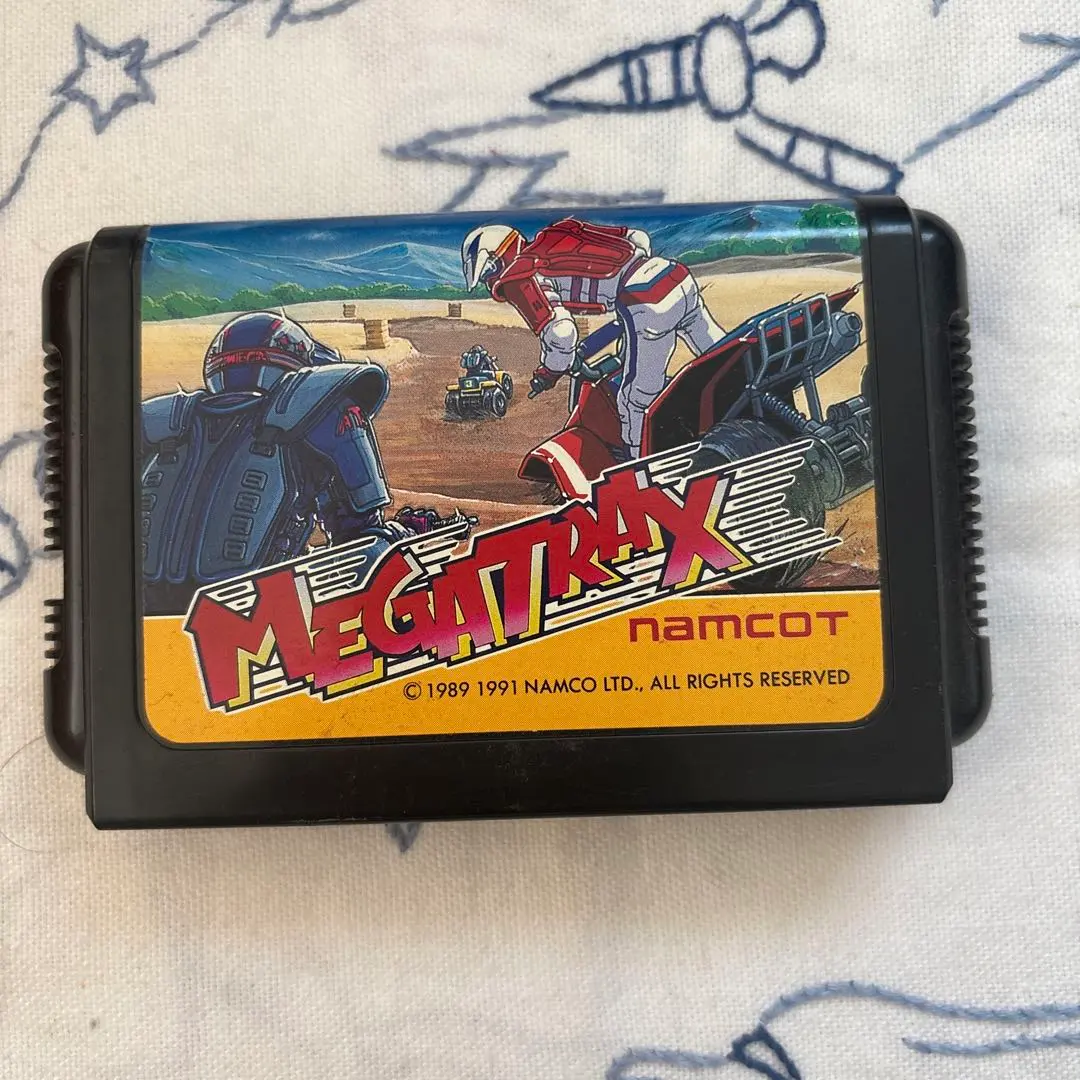 MEGATRAX
namcot
© 1989 1991 NAMCO LTD., ALL RIGHTS RESERVED